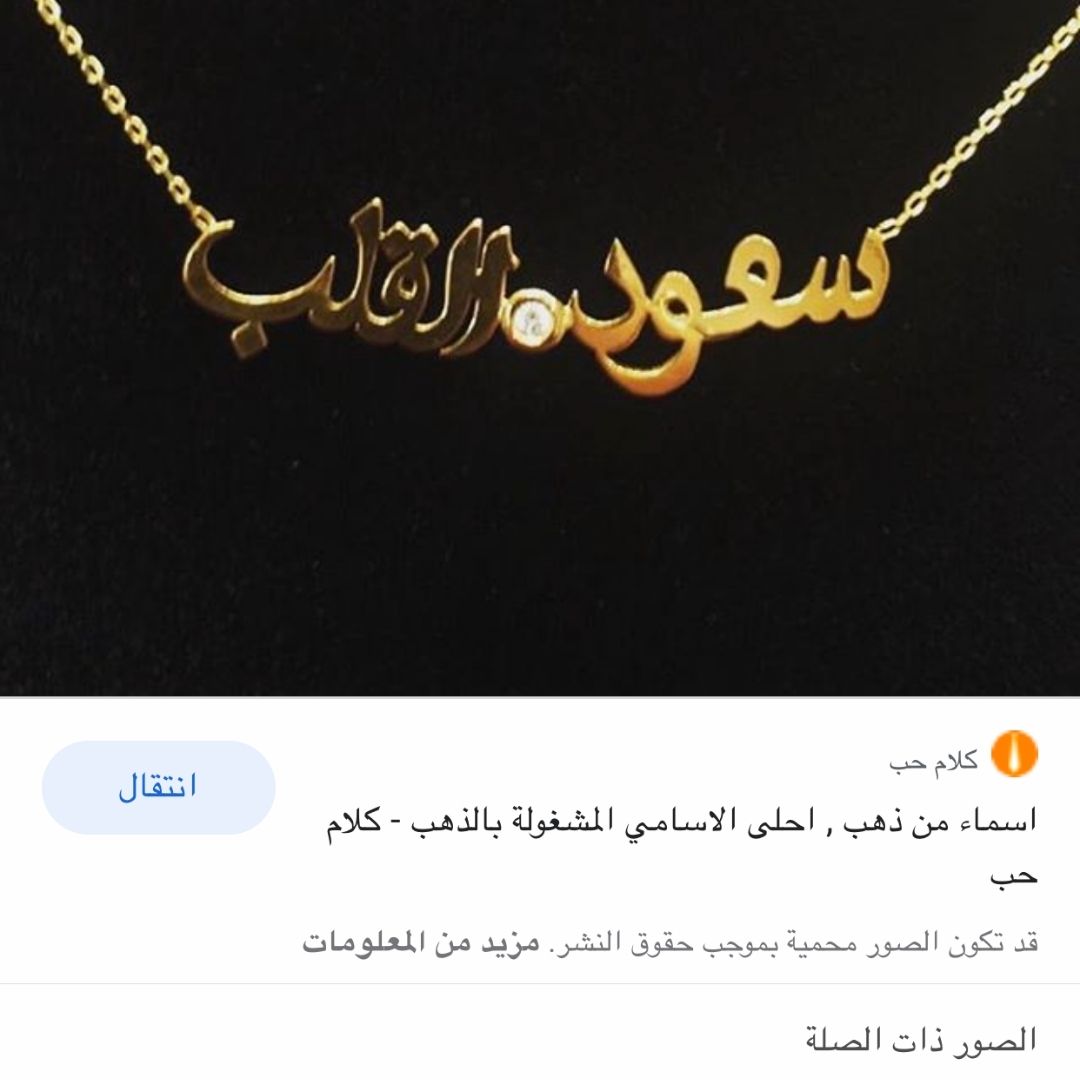 سعود القلب
كلام حب
انتقال
اسماء من ذهب , احلى الاسامي المشغولة بالذهب - كلام
حب
قد تكون الصور محمية بموجب حقوق النشر. مزيد من المعلومات
الصور ذات الصلة